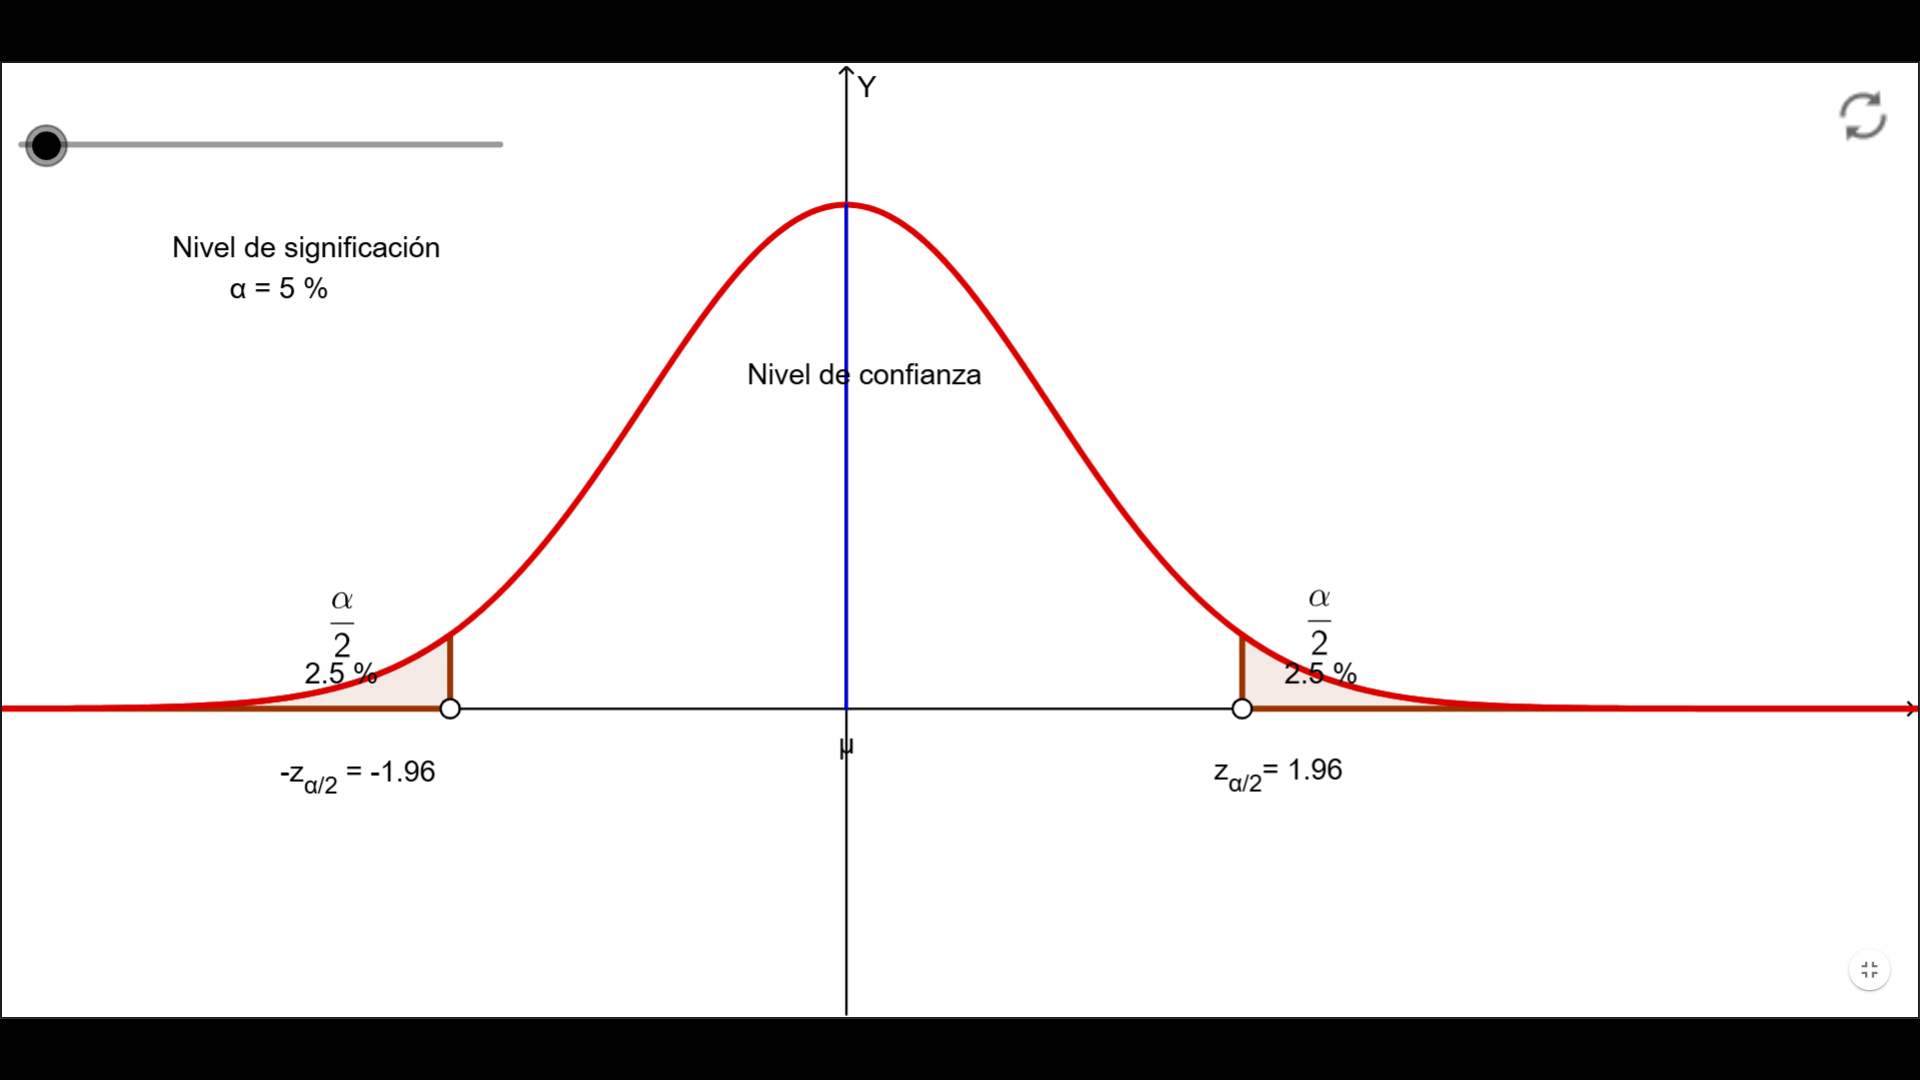 Y
Nivel de significación
α = 5 %
Nivel de confianza
α/2
2.5 %
α/2
2.5 %
μ
-zα/2 = -1.96
zα/2= 1.96